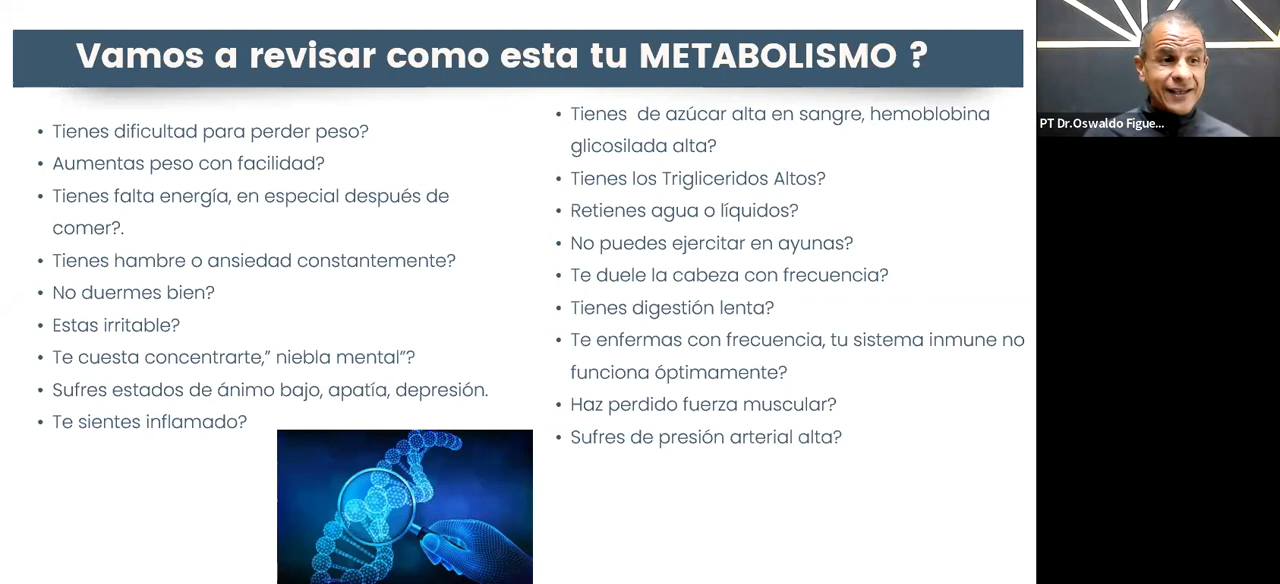 Vamos a revisar como esta tu METABOLISMO ?
• Tienes dificultad para perder peso?
• Aumentas peso con facilidad?
• Tienes falta energía, en especial después de
comer?.
• Tienes hambre o ansiedad constantemente?
• No duermes bien?
• Estas irritable?
• Te cuesta concentrarte,” niebla mental”?
• Sufres estados de ánimo bajo, apatía, depresión.
• Te sientes inflamado?
• Tienes  de azúcar alta en sangre, hemoblobina
glicosilada alta?
• Tienes los Trigliceridos Altos?
• Retienes agua o líquidos?
• No puedes ejercitar en ayunas?
• Te duele la cabeza con frecuencia?
• Tienes digestión lenta?
• Te enfermas con frecuencia, tu sistema inmune no
funciona óptimamente?
• Haz perdido fuerza muscular?
• Sufres de presión arterial alta?
PT Dr.Oswaldo Figue...